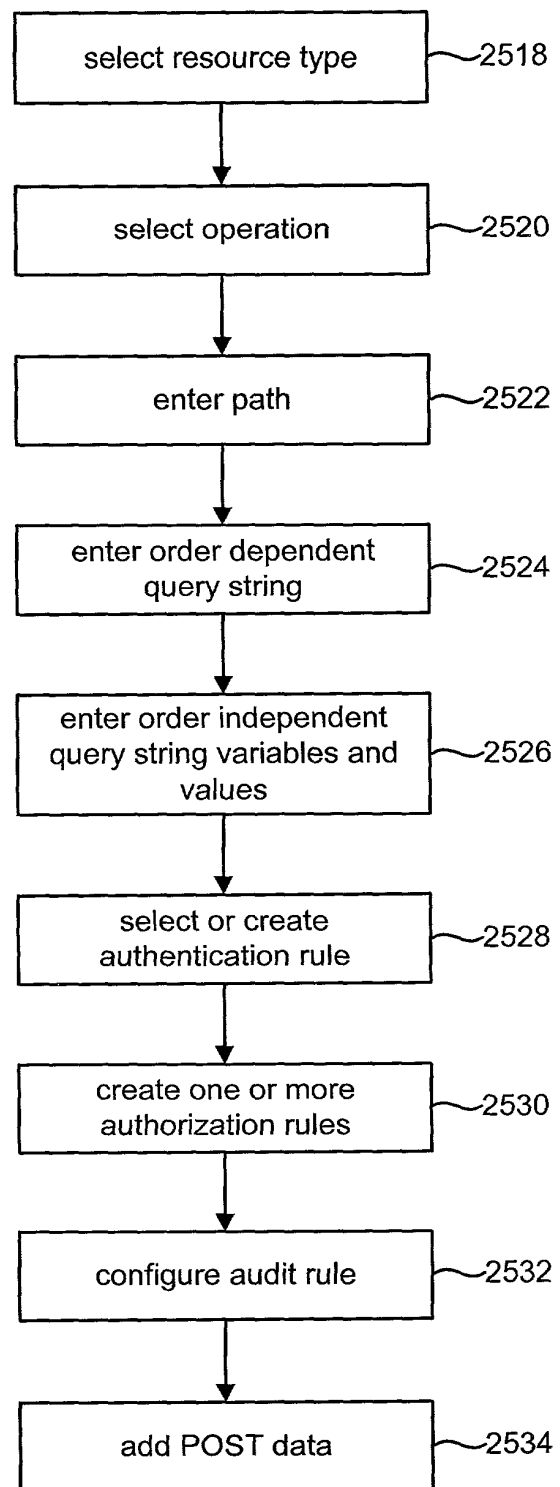 select resource type
2518
select operation
2520
enter path
2522
enter order dependent
query string
2524
enter order independent
query string variables and
values
2526
select or create
authentication rule
2528
create one or more
authorization rules
2530
configure audit rule
2532
add POST data
2534